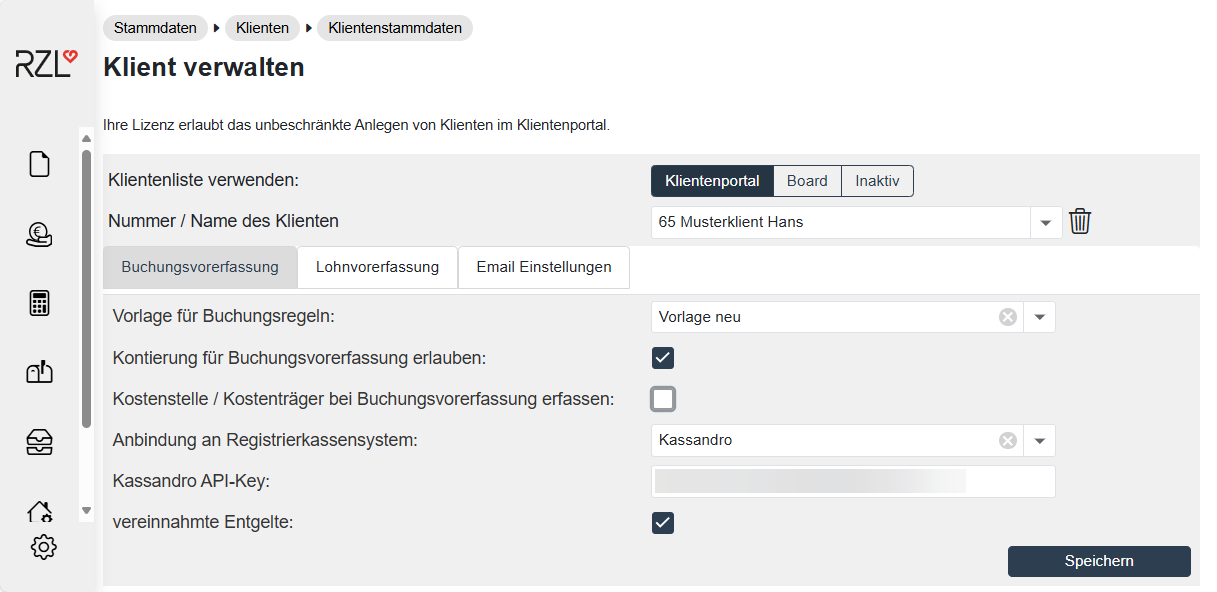 Stammdaten Klienten Klientenstammdaten
RZL
Klient verwalten
Ihre Lizenz erlaubt das unbeschränkte Anlegen von Klienten im Klientenportal.
Klientenliste verwenden: Klientenportal Board Inaktiv
Nummer / Name des Klienten 65 Musterklient Hans
Buchungsvorerfassung Lohnvorerfassung Email Einstellungen
Vorlage für Buchungsregeln: Vorlage neu
Kontierung für Buchungsvorerfassung erlauben:
Kostenstelle / Kostenträger bei Buchungsvorerfassung erfassen:
Anbindung an Registrierkassensystem: Kassandro
Kassandro API-Key:
vereinnahmte Entgelte:
Speichern